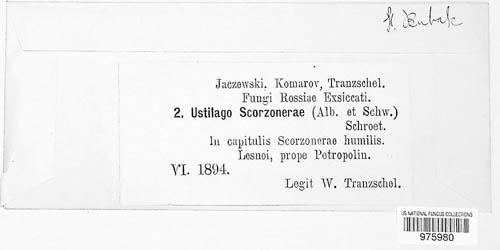 Jaczewski, Komarov, Tranzschel.
Fungi Rossiae Exsiccati.
2. Ustilago Scorzonerae (Alb. et Schw.)
Schroet.
In capitulis Scorzonerae humilis.
Lesnoi, prope Petropolin.
VI. 1894.
Legit W. Tranzschel.
US NATIONAL FUNGUS COLLECTIONS
975980